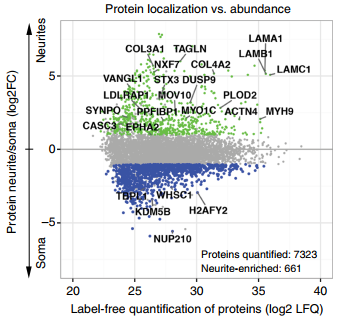 Protein localization vs. abundance
Neurites
Protein neurite/soma (log2FC)
Soma
5
0
−5
LAMA1
COL3A1 TAGLN
LAMB1
NXF7 COL4A2
LAMC1
VANGL1 STX3 DUSP9
LDLRAP1 MOV10 PLOD2
SYNPO PPFIBP1 MYO1C ACTN4 MYH9
CASC3 EPHA2
TBPL1 WHSC1
KDM5B H2AFY2
NUP210
Proteins quantified: 7323
Neurite-enriched: 661
20 25 30 35 40
Label-free quantification of proteins (log2 LFQ)